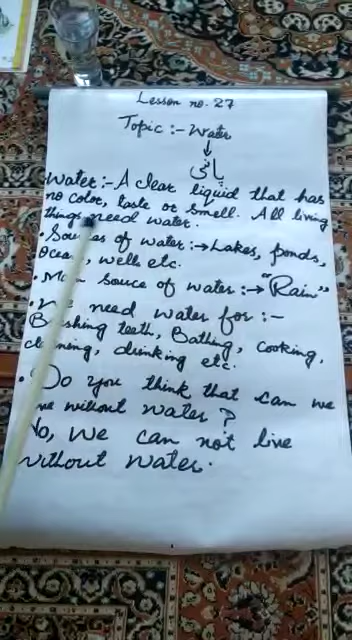 Lesson no. 27
Topic :- Water
↓
پانی
Water:- A clear liquid that has
no color, taste or smell. All living
things need water.
• Sources of water :→ Lakes, ponds,
Ocean, wells etc.
• Main source of water :→ "Rain"
• We need water for :-
Brushing teeth, Bathing, cooking,
cleaning, drinking etc.
• Do you think that can we
live without water ?
No, We can not live
without water.